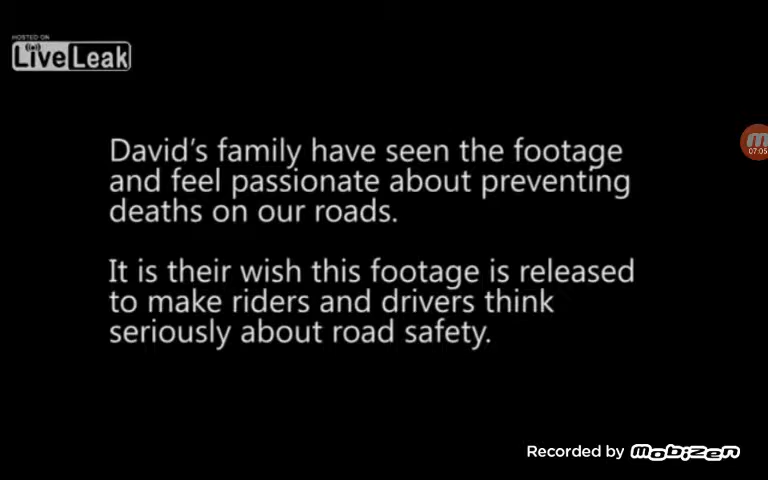 HOSTED ON
LiveLeak
David's family have seen the footage
and feel passionate about preventing
deaths on our roads.
It is their wish this footage is released
to make riders and drivers think
seriously about road safety.
07:05
Recorded by mobizen